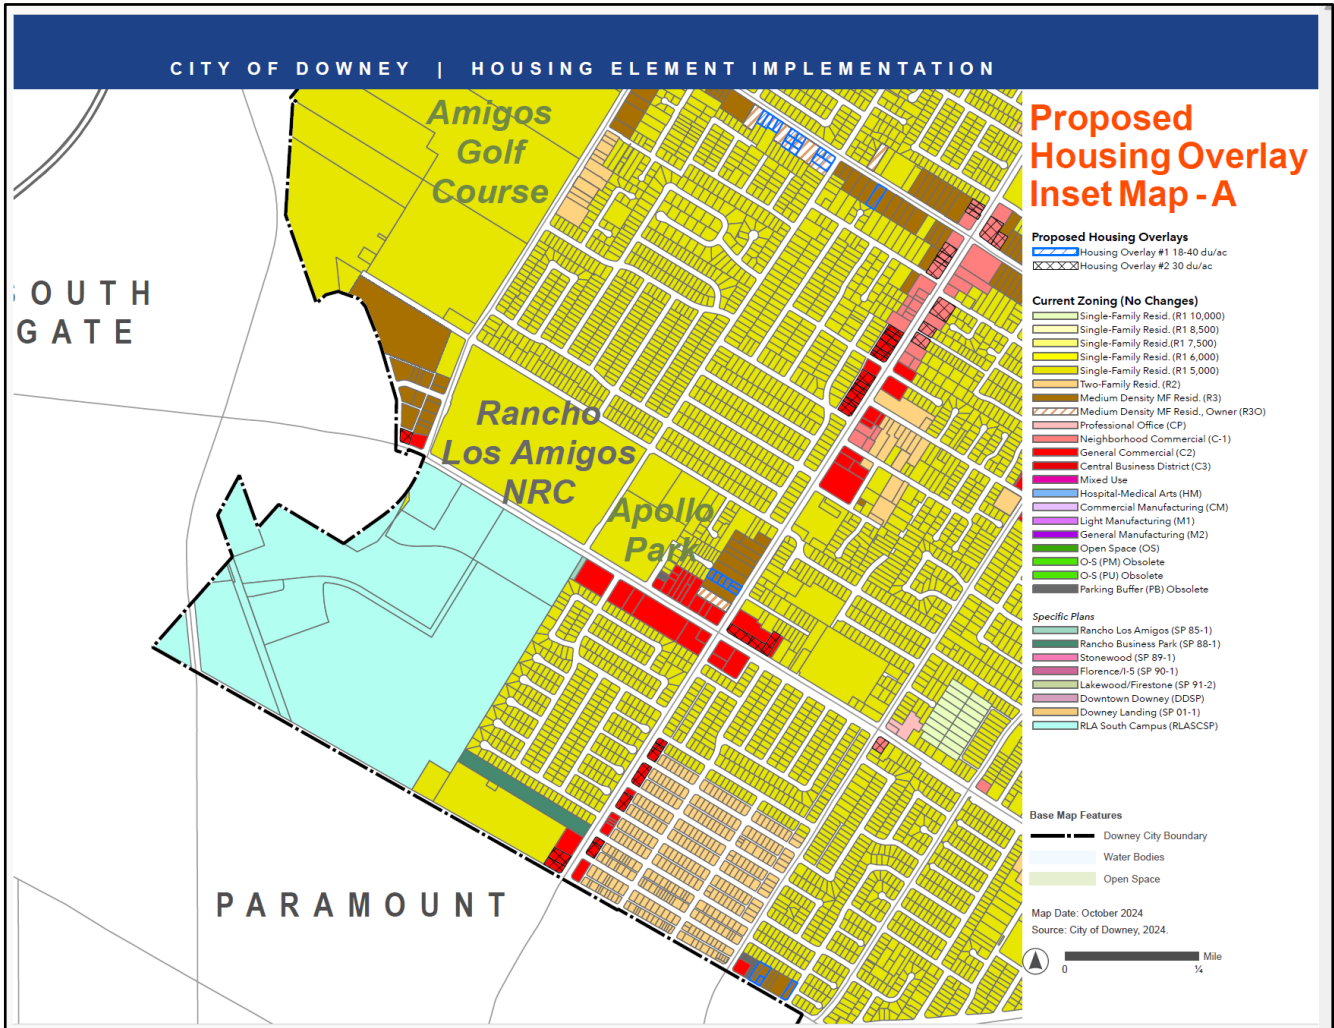 CITY OF DOWNEY | HOUSING ELEMENT IMPLEMENTATION
Amigos
Golf
Course
OUTH
GATE
Rancho
Los Amigos
NRC
Apollo
Park
PARAMOUNT
Proposed
Housing Overlay
Inset Map - A
Proposed Housing Overlays
Housing Overlay #1 18-40 du/ac
Housing Overlay #2 30 du/ac
Current Zoning (No Changes)
Single-Family Resid. (R1 10,000)
Single-Family Resid. (R1 8,500)
Single-Family Resid.(R1 7,500)
Single-Family Resid. (R1 6,000)
Single-Family Resid. (R1 5,000)
Two-Family Resid. (R2)
Medium Density MF Resid. (R3)
Medium Density MF Resid., Owner (R3O)
Professional Office (CP)
Neighborhood Commercial (C-1)
General Commercial (C2)
Central Business District (C3)
Mixed Use
Hospital-Medical Arts (HM)
Commercial Manufacturing (CM)
Light Manufacturing (M1)
General Manufacturing (M2)
Open Space (OS)
O-S (PM) Obsolete
O-S (PU) Obsolete
Parking Buffer (PB) Obsolete
Specific Plans
Rancho Los Amigos (SP 85-1)
Rancho Business Park (SP 88-1)
Stonewood (SP 89-1)
Florence/I-5 (SP 90-1)
Lakewood/Firestone (SP 91-2)
Downtown Downey (DDSP)
Downey Landing (SP 01-1)
RLA South Campus (RLASCSP)
Base Map Features
Downey City Boundary
Water Bodies
Open Space
Map Date: October 2024
Source: City of Downey, 2024.
Mile
0 ¼